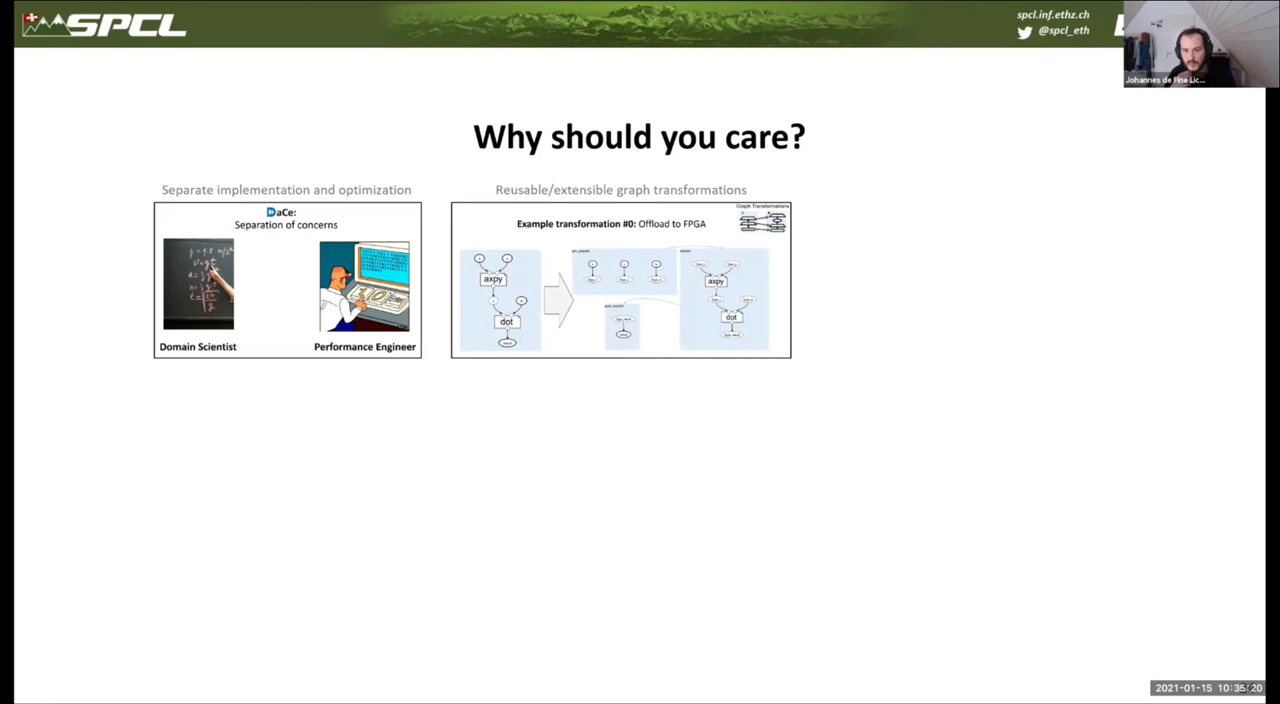 SPCL
spcl.inf.ethz.ch
@spcl_eth
Johannes de Fine Lic...
Why should you care?
Separate implementation and optimization
Reusable/extensible graph transformations
DaCe:
Separation of concerns
Domain Scientist
Performance Engineer
Graph Transformations
Example transformation #0: Offload to FPGA
axpy
dot
axpy
dot
2021-01-15 10:35:20